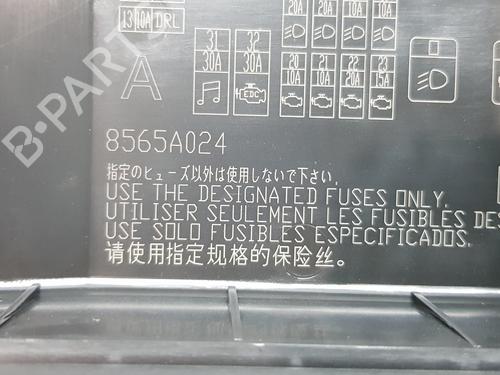 20A 10A 10A 20A
13 10A DRL
31 32
30A 30A
EDC
20 21 22 23
10A 10A 20A 15A
A
8565A024
指定のヒューズ以外は使用しないで下さい。
USE THE DESIGNATED FUSES ONLY.
UTILISER SEULEMENT LES FUSIBLES DES
USE SOLO FUSIBLES ESPECIFICADOS.
请使用指定规格的保险丝。
B-PARTS